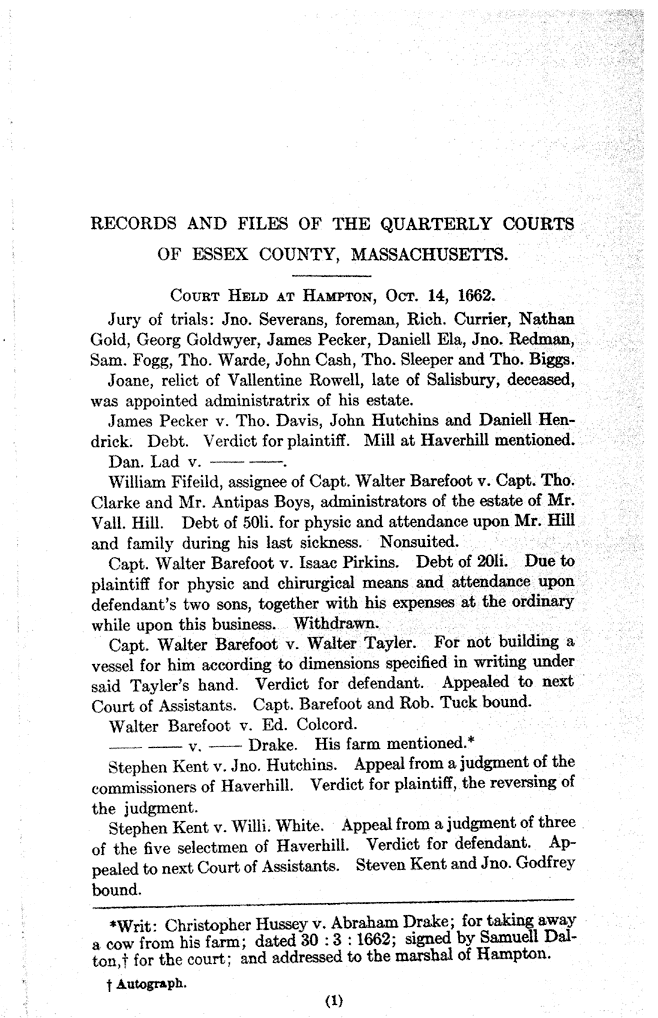 RECORDS AND FILES OF THE QUARTERLY COURTS
OF ESSEX COUNTY, MASSACHUSETTS.
COURT HELD AT HAMPTON, OCT. 14, 1662.
Jury of trials: Jno. Severans, foreman, Rich. Currier, Nathan
Gold, Georg Goldwyer, James Pecker, Daniell Ela, Jno. Redman,
Sam. Fogg, Tho. Warde, John Cash, Tho. Sleeper and Tho. Biggs.
Joane, relict of Vallentine Rowell, late of Salisbury, deceased,
was appointed administratrix of his estate.
James Pecker v. Tho. Davis, John Hutchins and Daniell Hen-
drick. Debt. Verdict for plaintiff. Mill at Haverhill mentioned.
Dan. Lad v. —— ——.
William Fifeild, assignee of Capt. Walter Barefoot v. Capt. Tho.
Clarke and Mr. Antipas Boys, administrators of the estate of Mr.
Vall. Hill. Debt of 50li. for physic and attendance upon Mr. Hill
and family during his last sickness. Nonsuited.
Capt. Walter Barefoot v. Isaac Pirkins. Debt of 20li. Due to
plaintiff for physic and chirurgical means and attendance upon
defendant's two sons, together with his expenses at the ordinary
while upon this business. Withdrawn.
Capt. Walter Barefoot v. Walter Tayler. For not building a
vessel for him according to dimensions specified in writing under
said Tayler's hand. Verdict for defendant. Appealed to next
Court of Assistants. Capt. Barefoot and Rob. Tuck bound.
Walter Barefoot v. Ed. Colcord.
—— —— v. —— Drake. His farm mentioned.*
Stephen Kent v. Jno. Hutchins. Appeal from a judgment of the
commissioners of Haverhill. Verdict for plaintiff, the reversing of
the judgment.
Stephen Kent v. Willi. White. Appeal from a judgment of three
of the five selectmen of Haverhill. Verdict for defendant. Ap-
pealed to next Court of Assistants. Steven Kent and Jno. Godfrey
bound.
*Writ: Christopher Hussey v. Abraham Drake; for taking away
a cow from his farm; dated 30 : 3 : 1662; signed by Samuell Dal-
ton,† for the court; and addressed to the marshal of Hampton.
† Autograph.
(1)